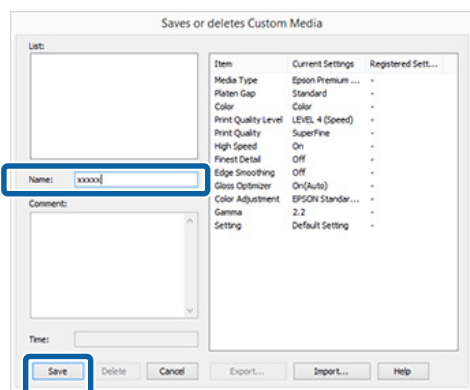 Saves or deletes Custom Media
List:
Item Current Settings Registered Sett...
Media Type Epson Premium ... -
Platen Gap Standard -
Color Color -
Print Quality Level LEVEL 4 (Speed) -
Print Quality SuperFine -
High Speed On -
Finest Detail Off -
Edge Smoothing Off -
Gloss Optimizer On(Auto) -
Color Adjustment EPSON Standar... -
Gamma 2.2 -
Setting Default Setting -
Name: xxxxx
Comment:
Time:
Save Delete Cancel Export... Import... Help